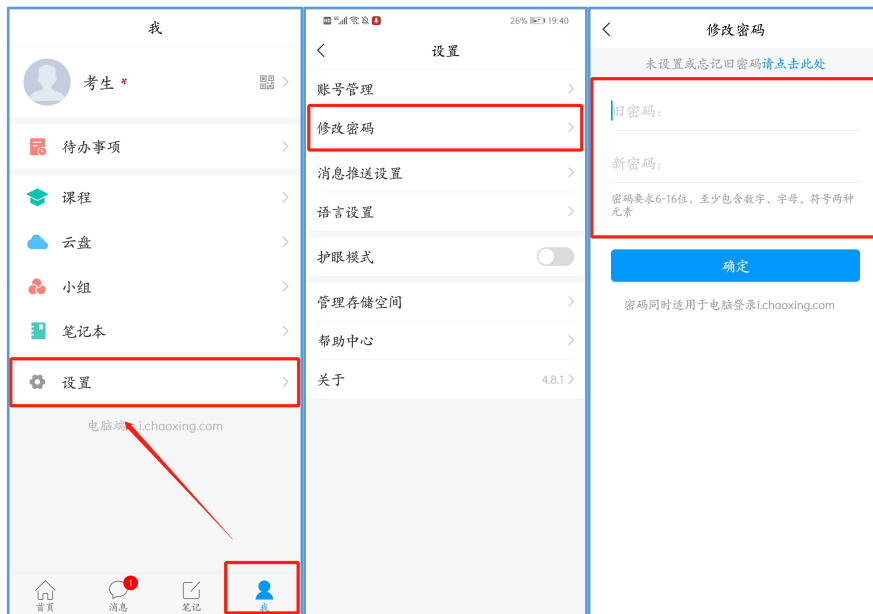 我
考生
待办事项
课程
云盘
小组
笔记本
设置
电脑端：i.chaoxing.com
首页
消息
1
笔记
我
26% 19:40
设置
账号管理
修改密码
消息推送设置
语言设置
护眼模式
管理存储空间
帮助中心
关于
4.8.1
修改密码
未设置或忘记旧密码请点击此处
旧密码：
新密码：
密码要求6-16位，至少包含数字、字母、符号两种
元素
确定
密码同时适用于电脑登录i.chaoxing.com